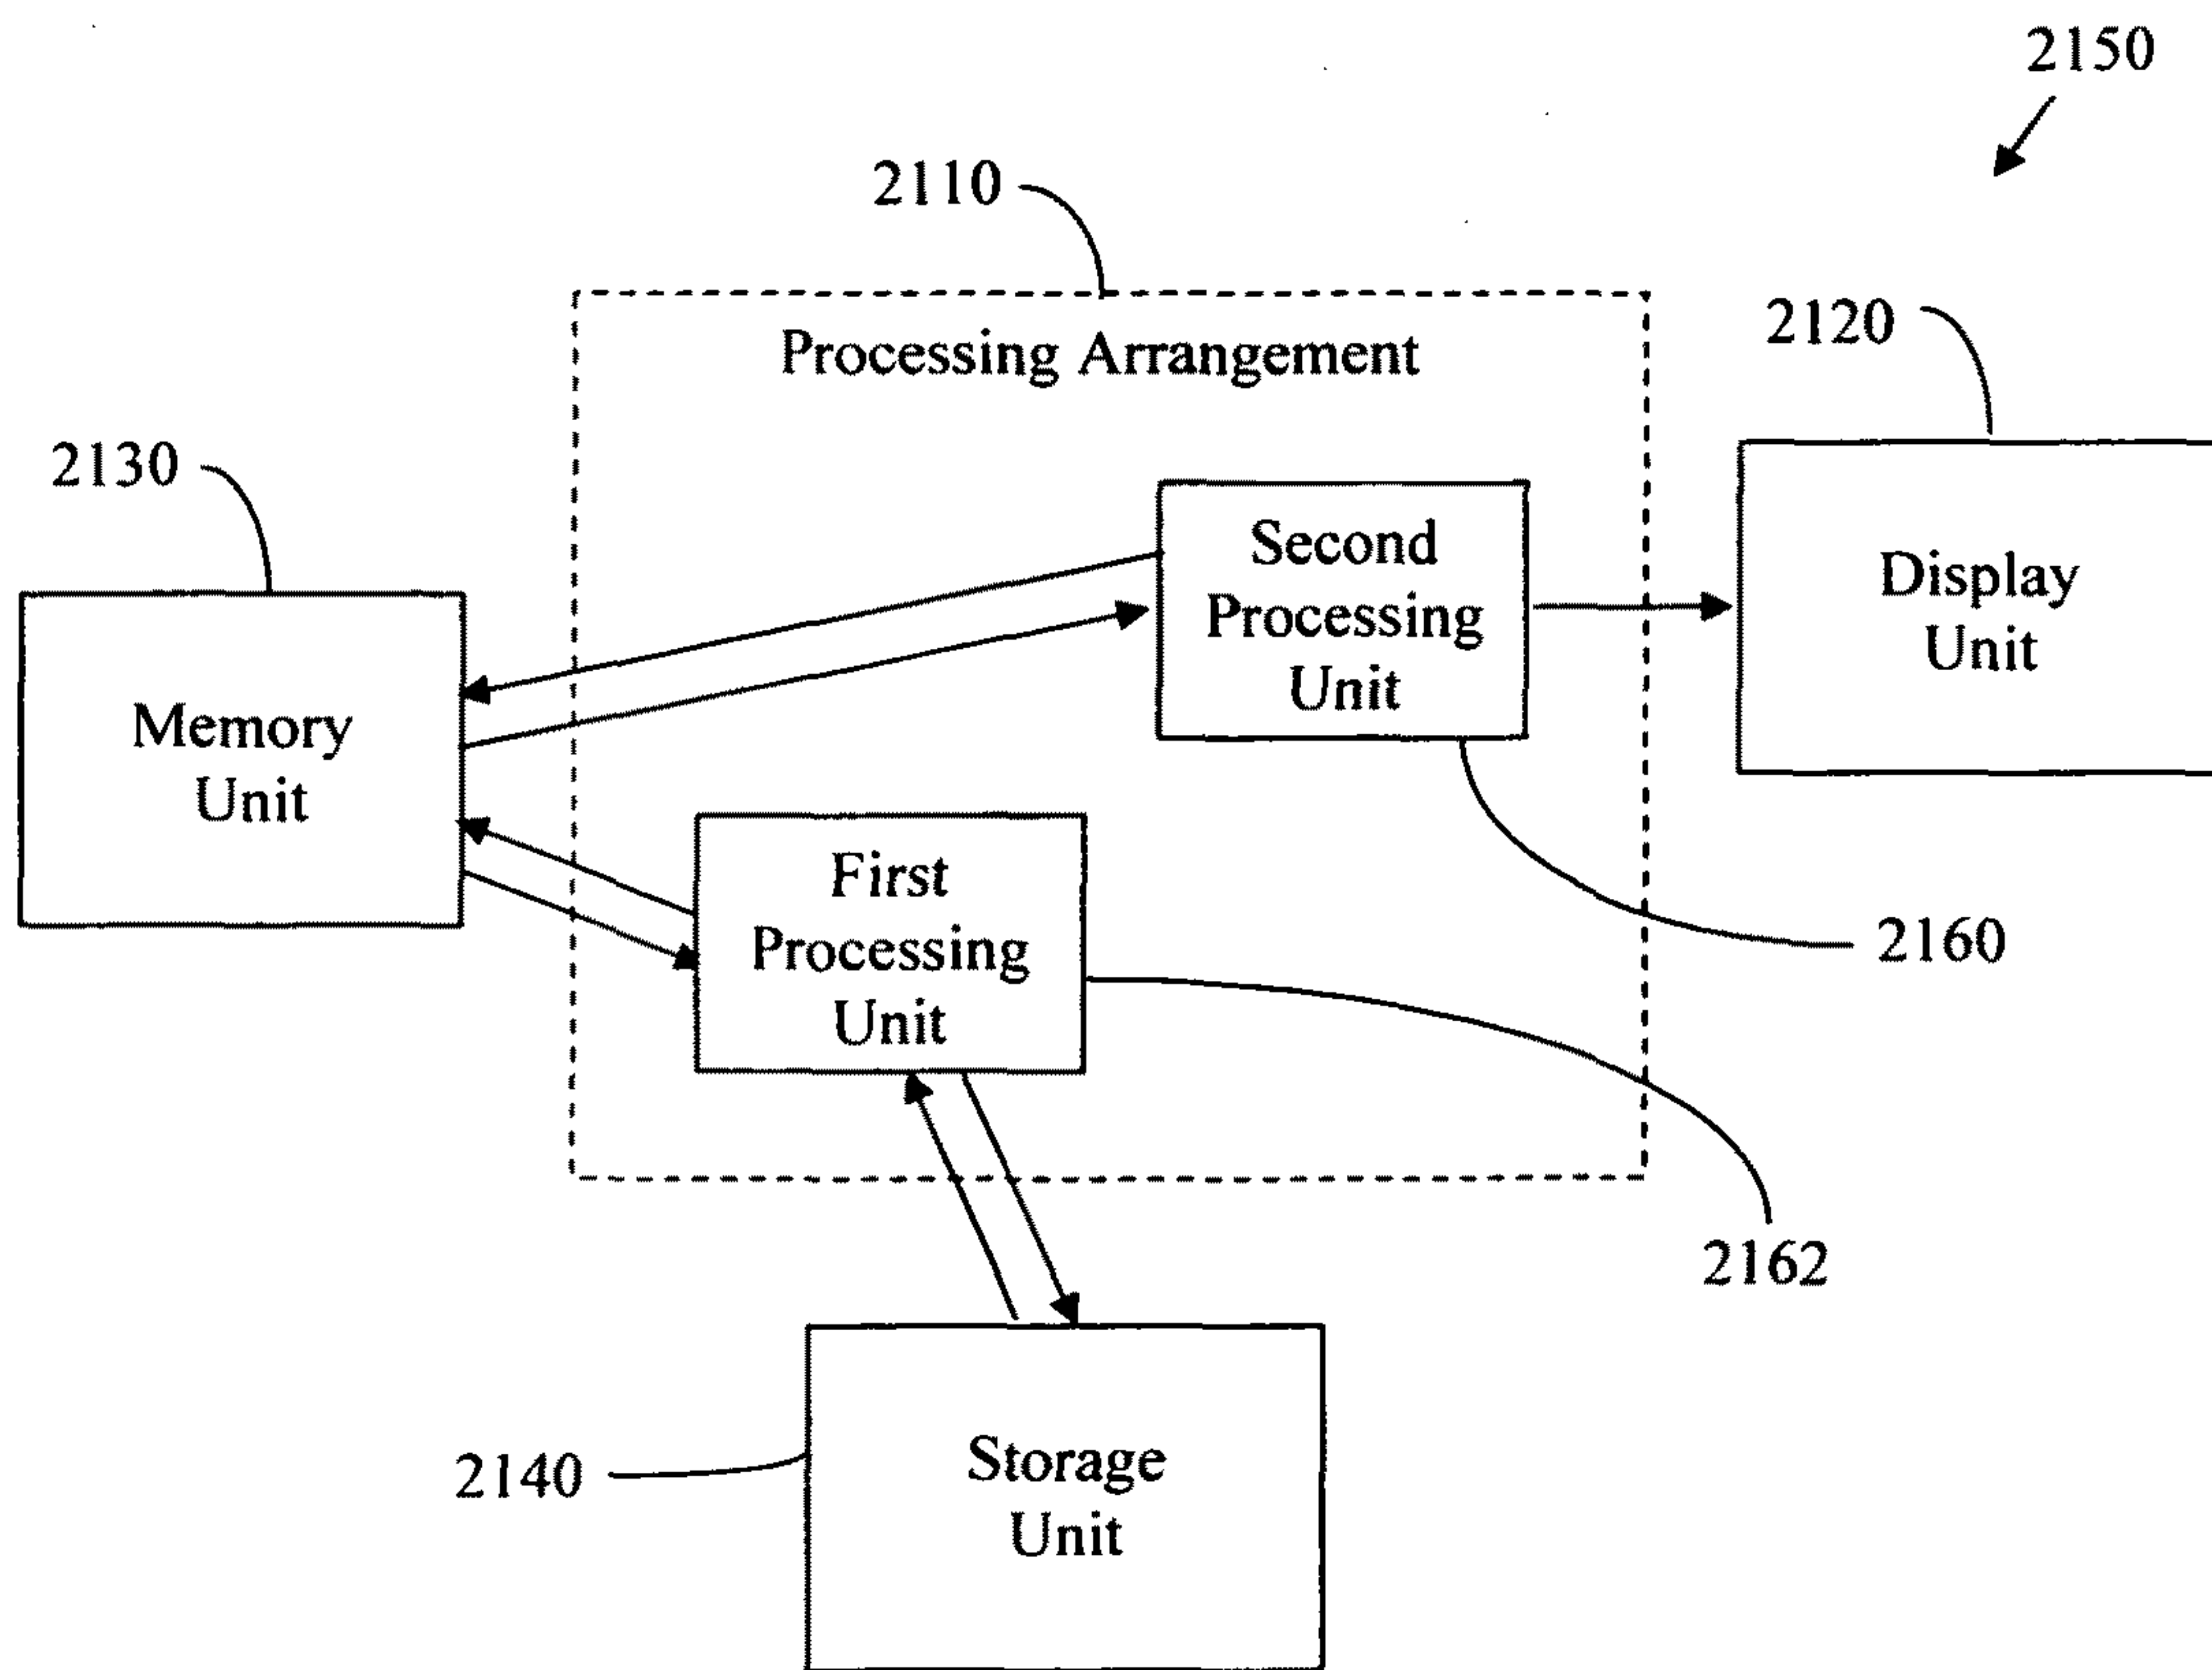 2150
2110
Processing Arrangement
2120
2130
Second
Processing
Unit
Display
Unit
Memory
Unit
First
Processing
Unit
2160
2162
2140
Storage
Unit